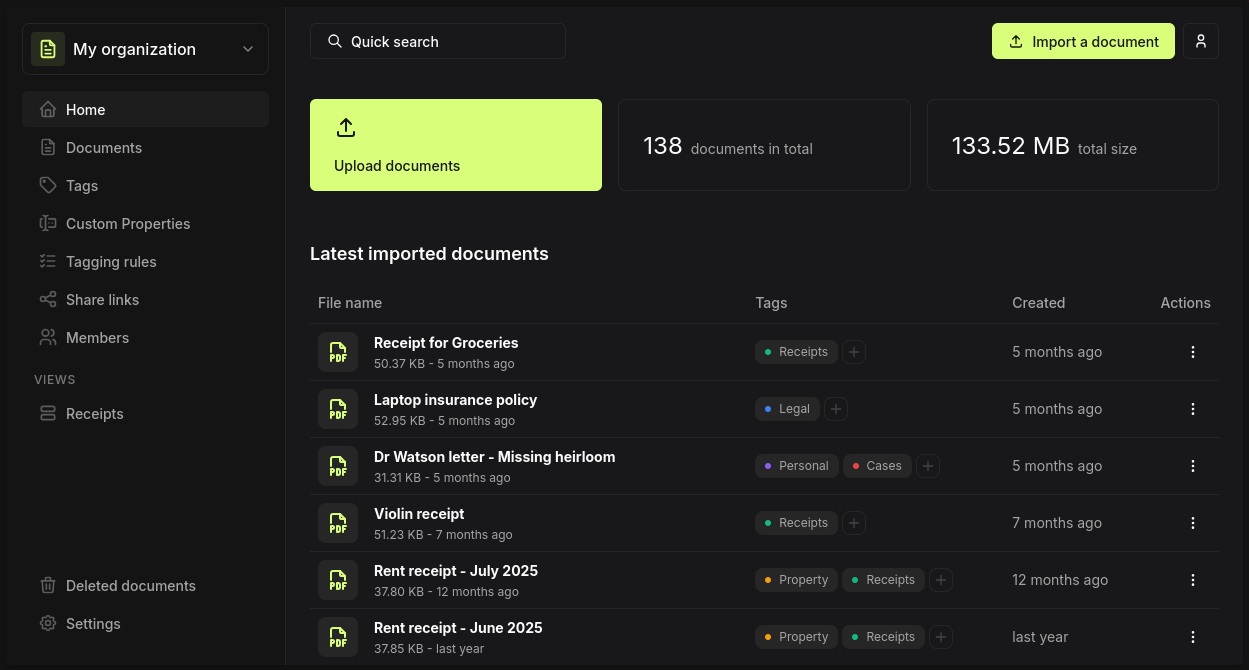 My organization
Quick search
Import a document
Home
Documents
Tags
Custom Properties
Tagging rules
Share links
Members
VIEWS
Receipts
Deleted documents
Settings
Upload documents
138 documents in total
133.52 MB total size
Latest imported documents
File name Tags Created Actions
PDF Receipt for Groceries Receipts 5 months ago
50.37 KB - 5 months ago
PDF Laptop insurance policy Legal 5 months ago
52.95 KB - 5 months ago
PDF Dr Watson letter - Missing heirloom Personal Cases 5 months ago
31.31 KB - 5 months ago
PDF Violin receipt Receipts 7 months ago
51.23 KB - 7 months ago
PDF Rent receipt - July 2025 Property Receipts 12 months ago
37.80 KB - 12 months ago
PDF Rent receipt - June 2025 Property Receipts last year
37.85 KB - last year